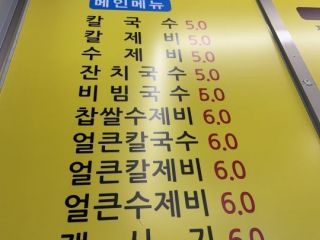 메인메뉴
칼국수 5.0
칼제비 5.0
수제비 5.0
잔치국수 5.0
비빔국수 5.0
찹쌀수제비 6.0
얼큰칼국수 6.0
얼큰칼제비 6.0
얼큰수제비 6.0
6.0